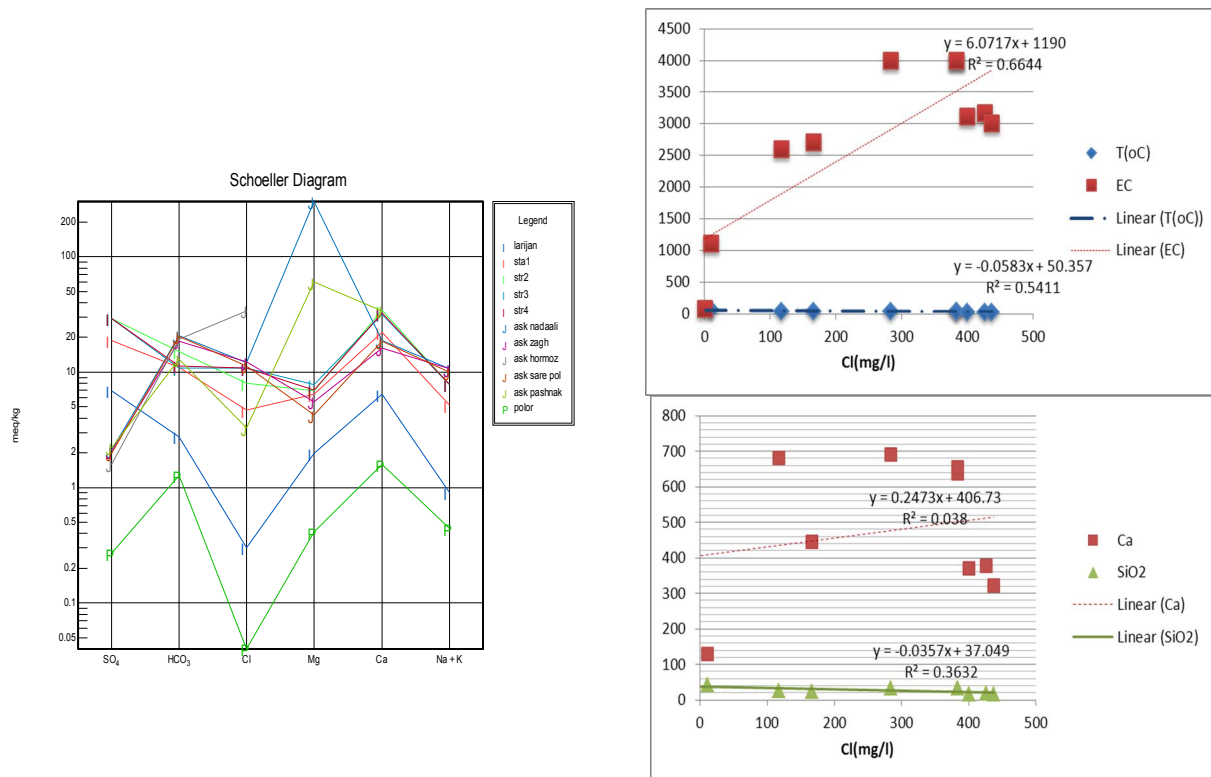 Schoeller Diagram
meq/kg
200
100
50
20
10
5
2
1
0.5
0.2
0.1
0.05
SO₄ HCO₃ Cl Mg Ca Na + K
Legend
I larijan
I sta1
I str2
I str3
I str4
J ask nadaali
J ask zagh
J ask hormoz
J ask sare pol
J ask pashnak
P polor
4500
4000
3500
3000
2500
2000
1500
1000
500
0
0 100 200 300 400 500
Cl(mg/l)
y = 6.0717x + 1190
R² = 0.6644
y = -0.0583x + 50.357
R² = 0.5411
T(oC)
EC
Linear (T(oC))
Linear (EC)
800
700
600
500
400
300
200
100
0
0 100 200 300 400 500
Cl(mg/l)
y = 0.2473x + 406.73
R² = 0.038
y = -0.0357x + 37.049
R² = 0.3632
Ca
SiO2
Linear (Ca)
Linear (SiO2)